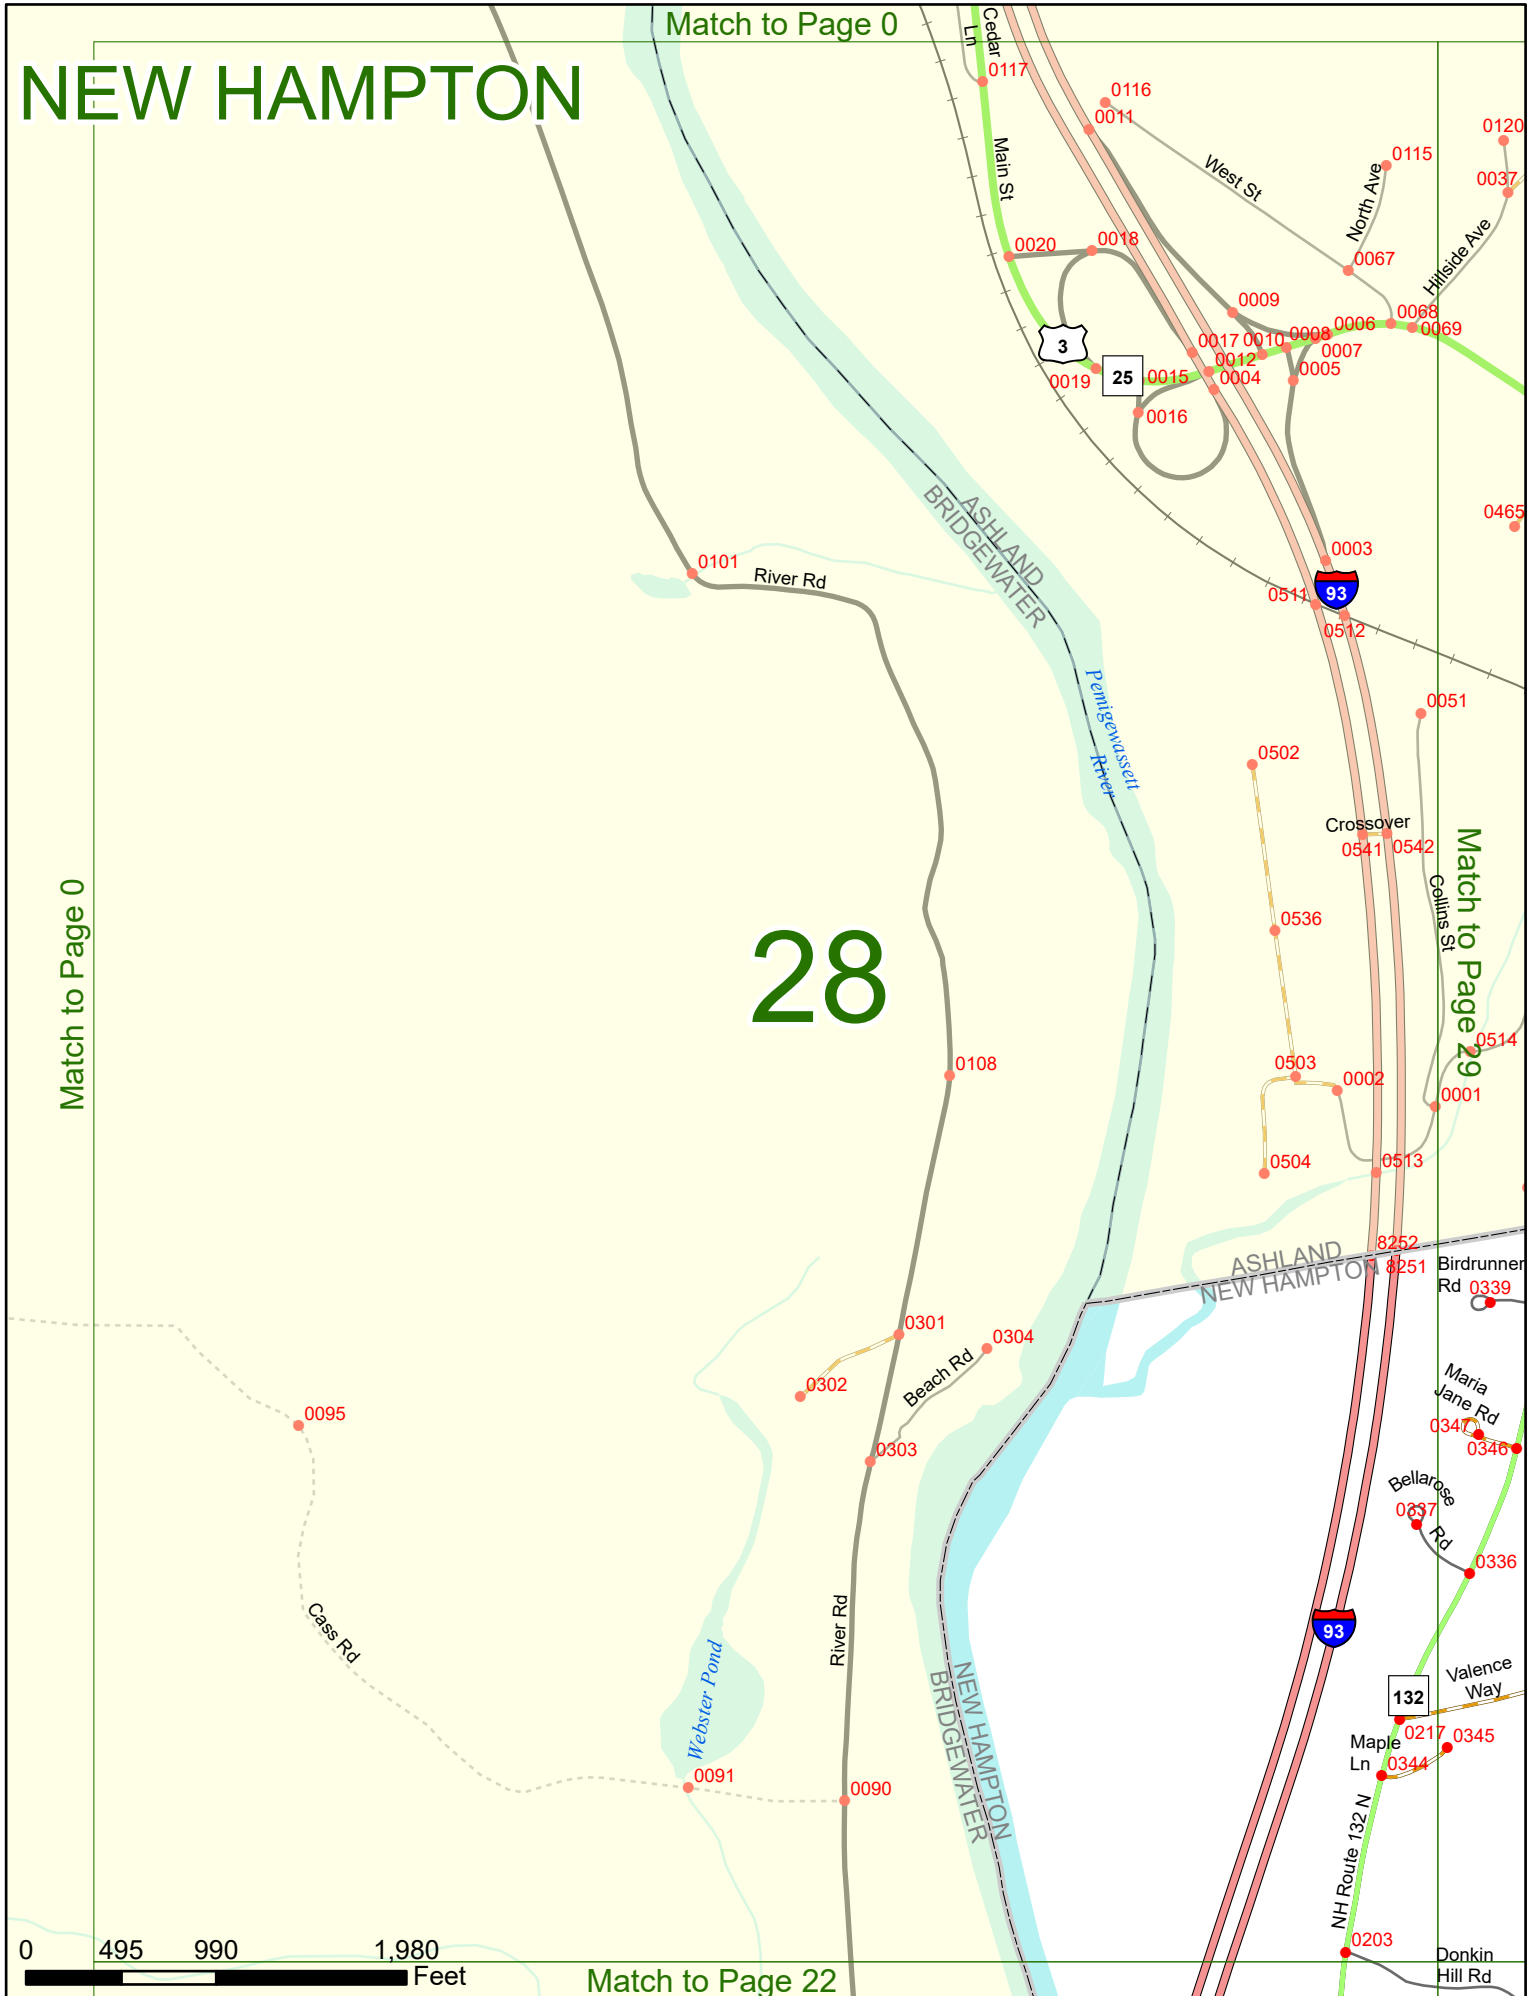 Match to Page 0
NEW HAMPTON
Cedar
Ln
0117
0116
0011
0120
0115
0037
Main St
West St
North Ave
Hillside Ave
0020
0018
0067
0009
0068
0006
0069
0008
0010
0007
0017
0012
3
0019
25
0015
0004
0005
0016
ASHLAND
BRIDGEWATER
0465
0003
0101
River Rd
93
0511
0512
Pemigewassett
River
0051
0502
Crossover
0541
0542
Collins St
Match to Page 29
Match to Page 0
28
0536
0514
0108
0503
0002
0001
0504
0513
8252
8251
ASHLAND
NEW HAMPTON
Birdrunner
Rd
0339
0301
0304
Beach Rd
0302
Maria
Jane Rd
0095
0347
0346
0303
Bellarose
Rd
0337
0336
Cass Rd
River Rd
93
Webster Pond
NEW HAMPTON
BRIDGEWATER
Valence
Way
132
0217
0345
Maple
Ln
0344
0091
0090
NH Route 132 N
0203
Donkin
Hill Rd
0 495 990 1,980
Feet
Match to Page 22